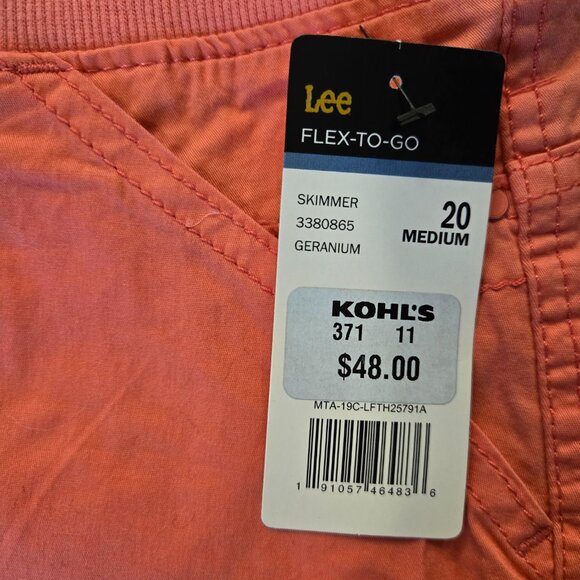 Lee
FLEX-TO-GO
SKIMMER
3380865
GERANIUM
20
MEDIUM
KOHL'S
371 11
$48.00
MTA-19C-LFTH25791A
1 91057 46483 6